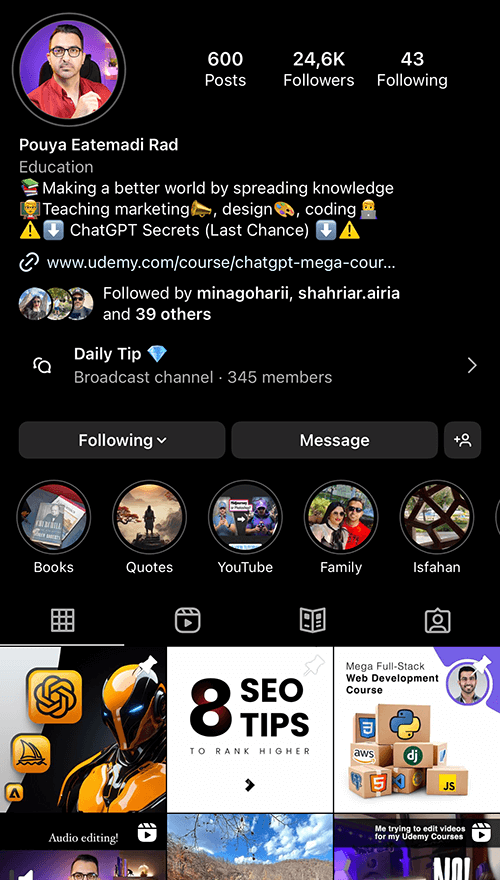 600 24,6K 43
Posts Followers Following
Pouya Eatemadi Rad
Education
📚Making a better world by spreading knowledge
👨‍🏫Teaching marketing📣, design🎨, coding👨‍💻
⚠️⬇️ ChatGPT Secrets (Last Chance) ⬇️⚠️
www.udemy.com/course/chatgpt-mega-cour...
Followed by minagoharii, shahriar.airia
and 39 others
Daily Tip 💎
Broadcast channel · 345 members
Following Message
Books Quotes YouTube Family Isfahan
8 SEO
TIPS
TO RANK HIGHER
Mega Full-Stack
Web Development
Course
aws
dj
5
JS
Audio editing!
Me trying to edit videos
for my Udemy Courses
NO!